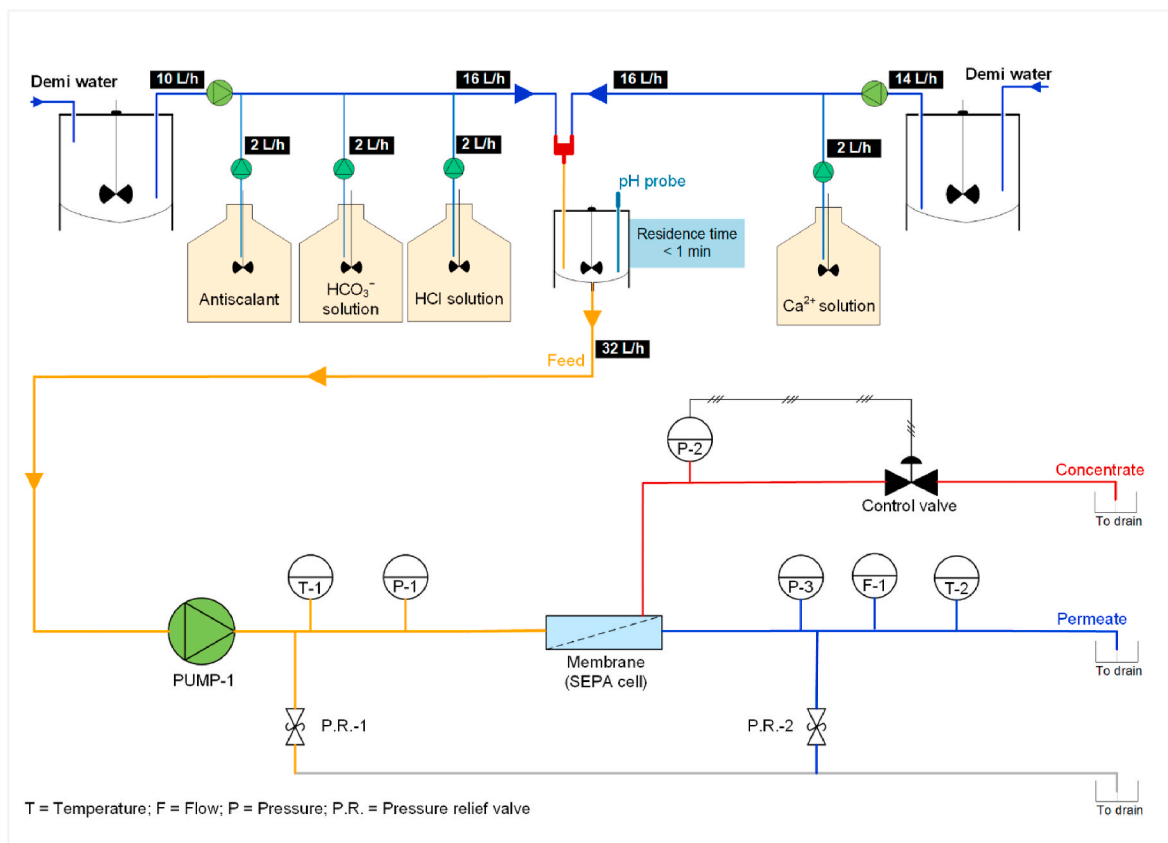 Demi water
10 L/h
16 L/h
16 L/h
14 L/h
Demi water
2 L/h
2 L/h
2 L/h
2 L/h
pH probe
Residence time
< 1 min
Antiscalant
HCO₃⁻
solution
HCl solution
Ca²⁺ solution
Feed
32 L/h
P-2
Concentrate
Control valve
To drain
T-1
P-1
P-3
F-1
T-2
Permeate
PUMP-1
Membrane
(SEPA cell)
To drain
P.R.-1
P.R.-2
T = Temperature; F = Flow; P = Pressure; P.R. = Pressure relief valve
To drain